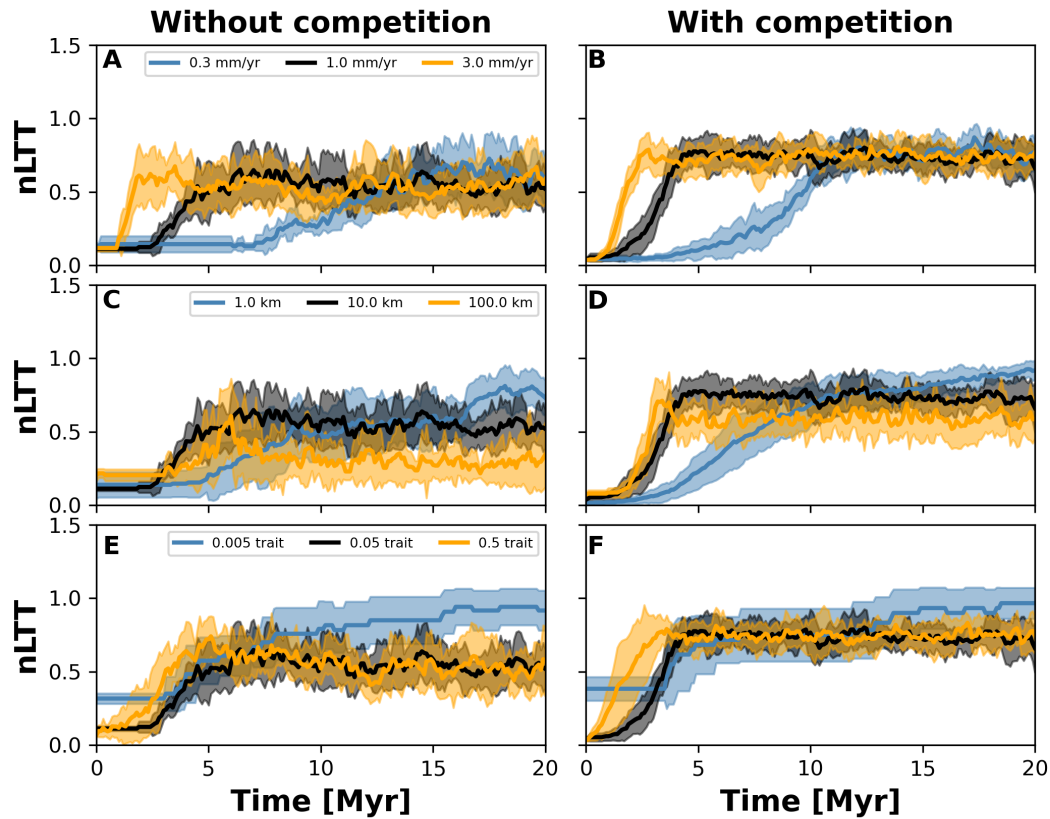 Without competition With competition
A 0.3 mm/yr 1.0 mm/yr 3.0 mm/yr B
1.5
1.0
0.5
0.0
nLTT
C 1.0 km 10.0 km 100.0 km D
1.5
1.0
0.5
0.0
nLTT
E 0.005 trait 0.05 trait 0.5 trait F
1.5
1.0
0.5
0.0
nLTT
0 5 10 15 20 0 5 10 15 20
Time [Myr] Time [Myr]